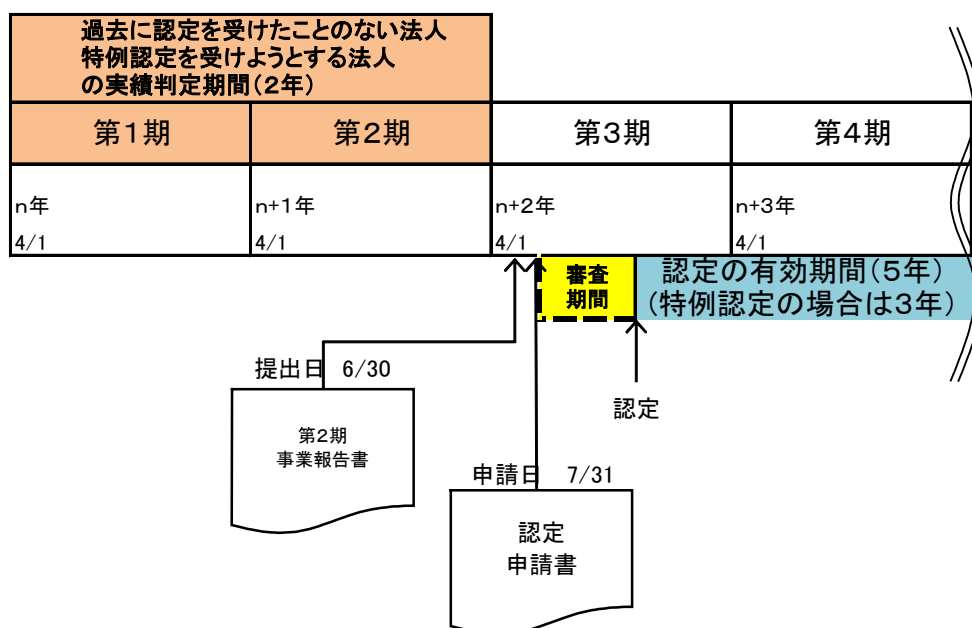 過去に認定を受けたことのない法人
特例認定を受けようとする法人
の実績判定期間(2年)
第1期
第2期
第3期
第4期
n年
n+1年
n+2年
n+3年
4/1
4/1
4/1
4/1
審査
期間
認定の有効期間(5年)
(特例認定の場合は3年)
提出日 6/30
認定
第2期
事業報告書
申請日 7/31
認定
申請書